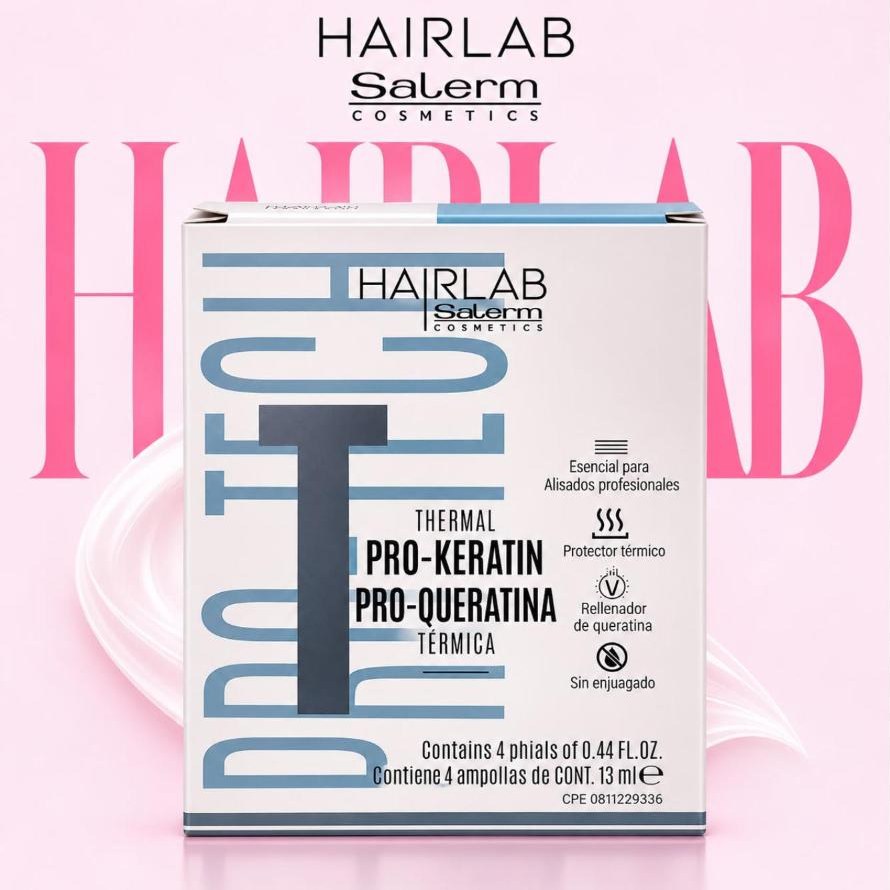 HAIRLAB
Salerm
COSMETICS
HAIRLAB
HAIRLAB
Salerm
COSMETICS
PRO-TECH
PRO-TECH
T
Esencial para
Alisados profesionales
THERMAL
PRO-KERATIN
PRO-QUERATINA
TÉRMICA
Protector térmico
V
Rellenador
de queratina
Sin enjuagado
Contains 4 phials of 0.44 FL.OZ.
Contiene 4 ampollas de CONT. 13 ml e
CPE 0811229336